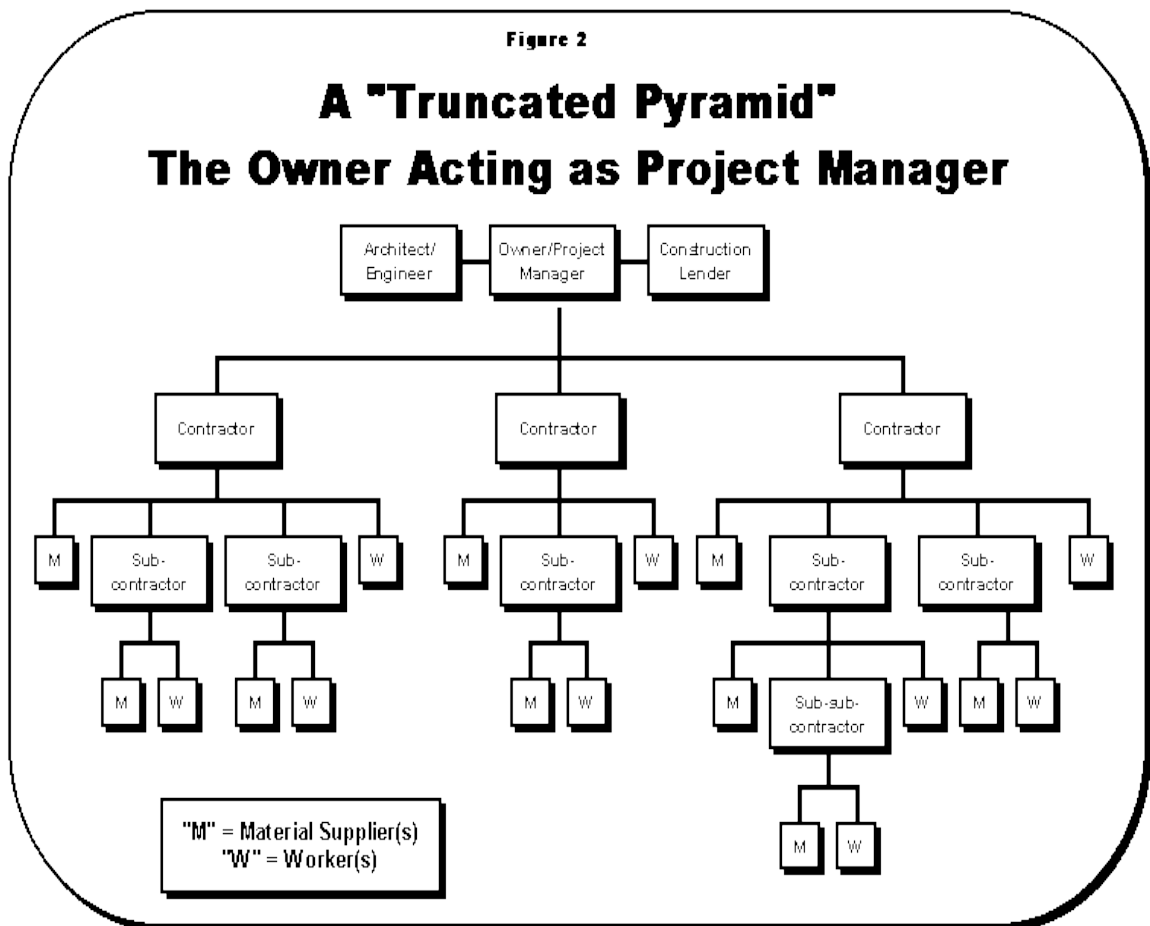 Figure 2
A "Truncated Pyramid"
The Owner Acting as Project Manager
Architect/
Engineer
Owner/Project
Manager
Construction
Lender
Contractor
Contractor
Contractor
M
Sub-
contractor
Sub-
contractor
W
M
Sub-
contractor
W
M
Sub-
contractor
Sub-
contractor
W
M
W
M
W
M
W
M
Sub-sub-
contractor
W
M
W
M
W
"M" = Material Supplier(s)
"W" = Worker(s)